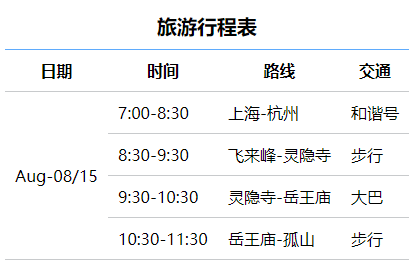 旅游行程表
日期 时间 路线 交通
Aug-08/15
7:00-8:30 上海-杭州 和谐号
8:30-9:30 飞来峰-灵隐寺 步行
9:30-10:30 灵隐寺-岳王庙 大巴
10:30-11:30 岳王庙-孤山 步行